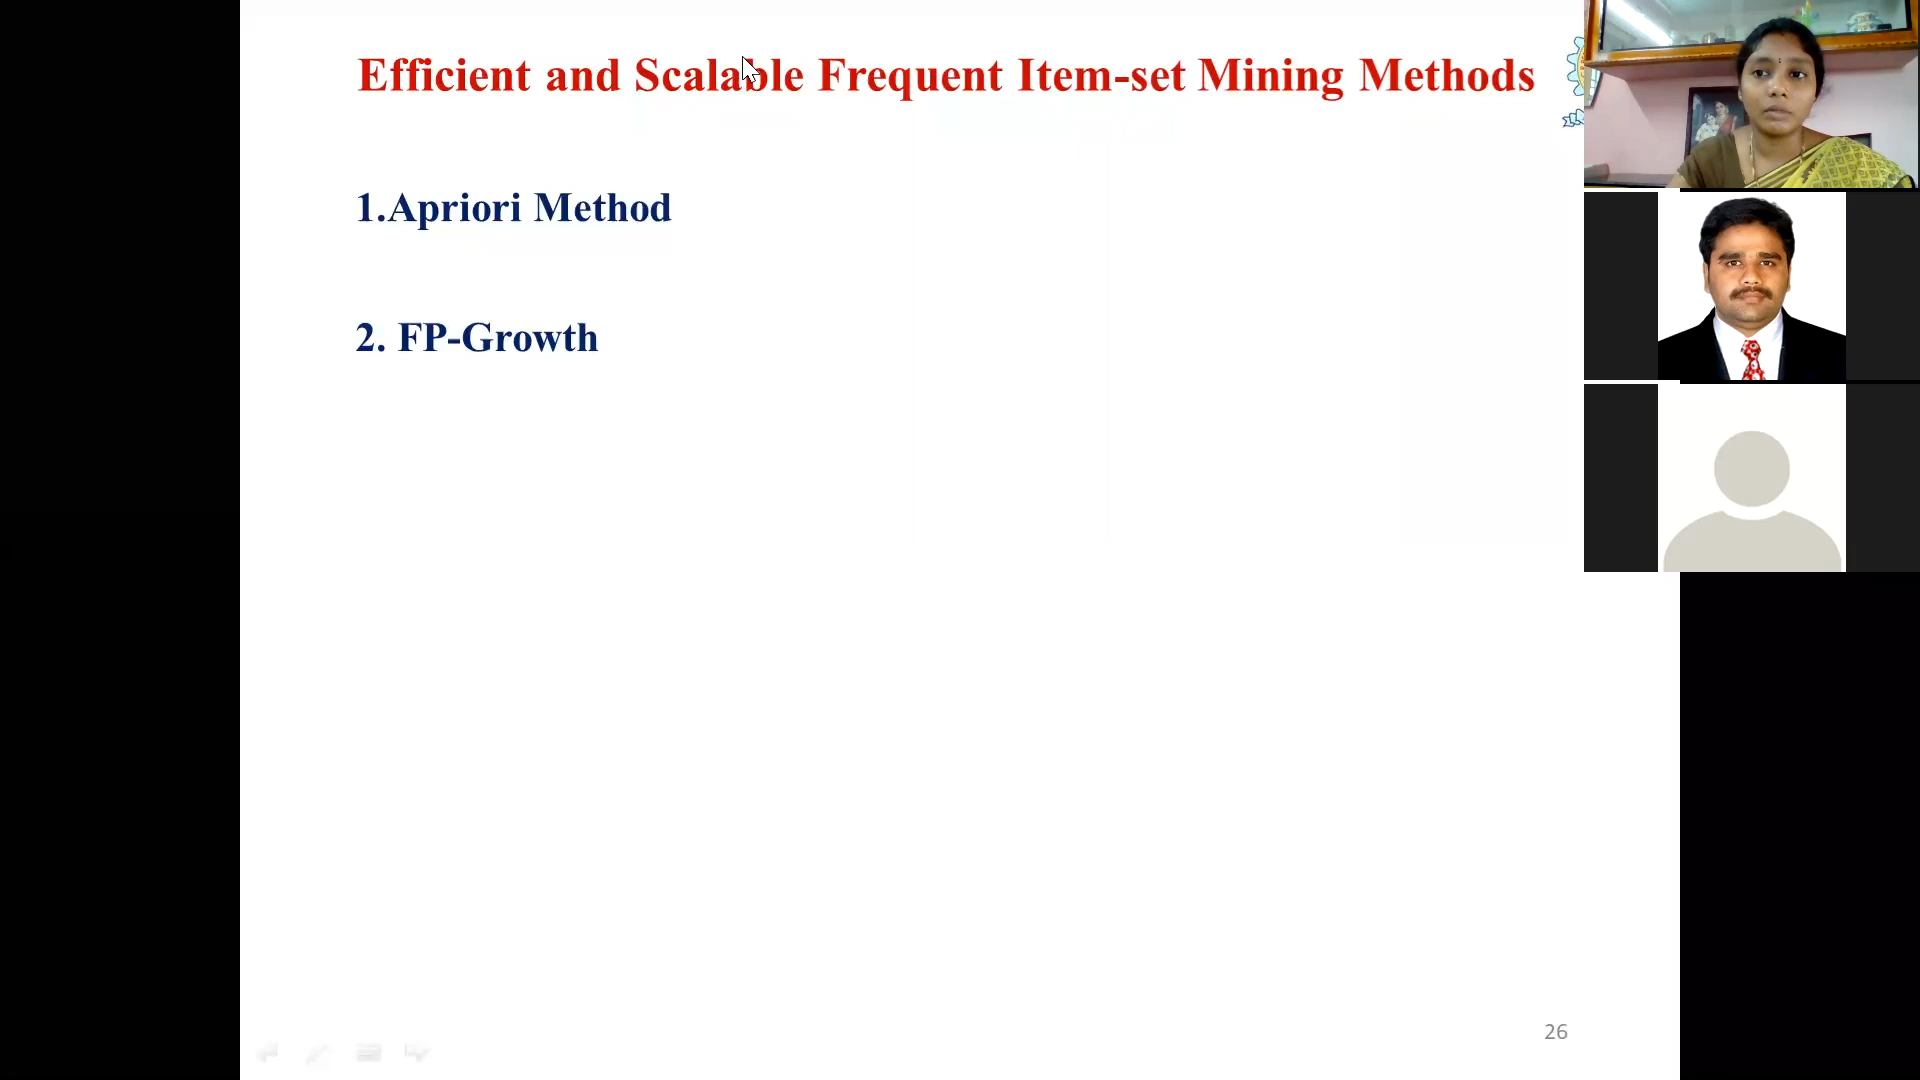 Efficient and Scalable Frequent Item-set Mining Methods
1.Apriori Method
2. FP-Growth
26